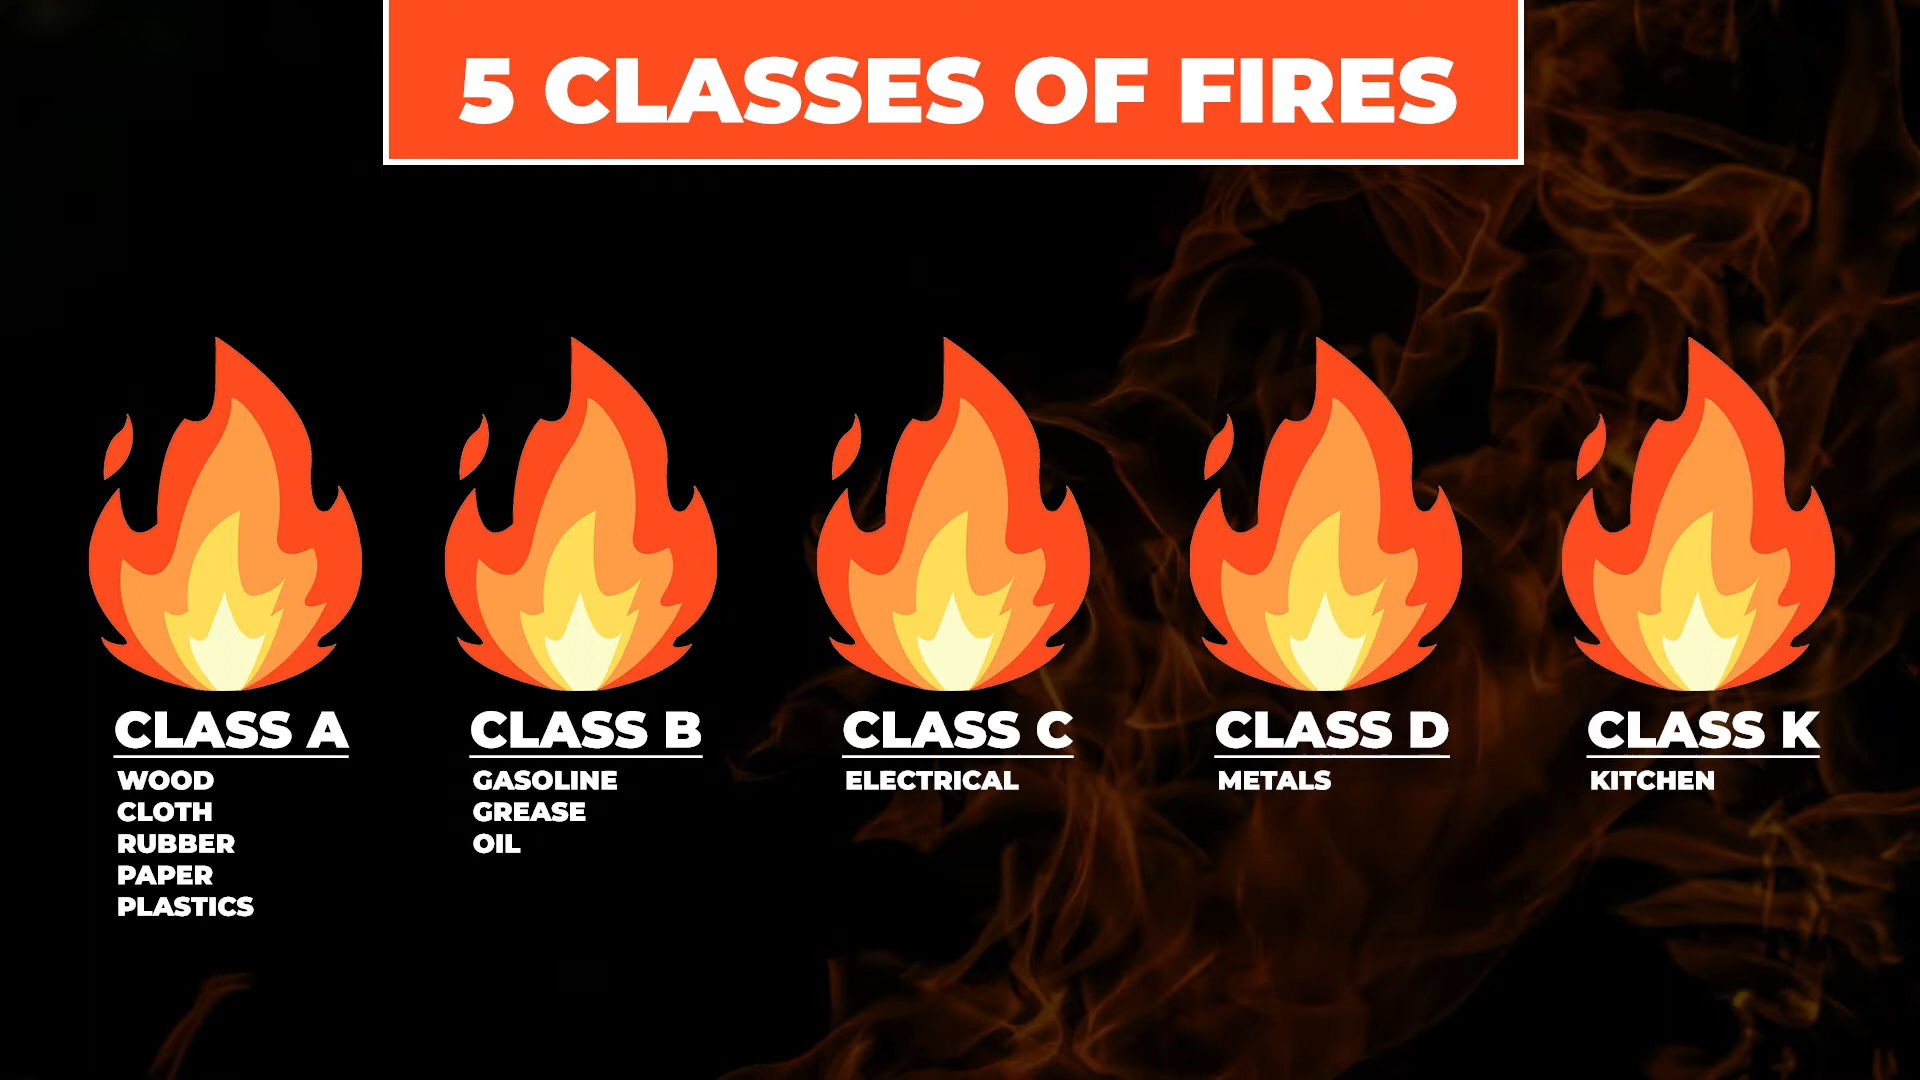 5 CLASSES OF FIRES
CLASS A
WOOD
CLOTH
RUBBER
PAPER
PLASTICS
CLASS B
GASOLINE
GREASE
OIL
CLASS C
ELECTRICAL
CLASS D
METALS
CLASS K
KITCHEN